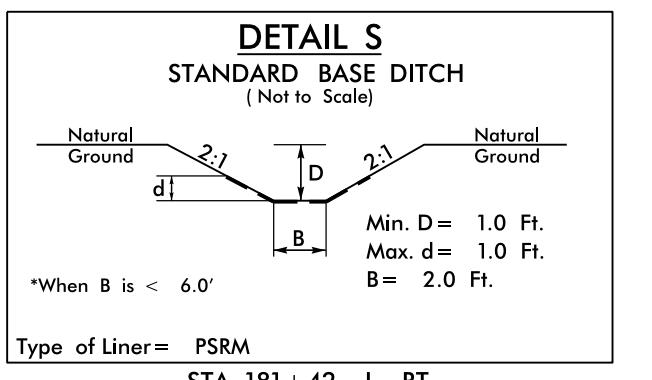 DETAIL S
STANDARD BASE DITCH
( Not to Scale)
Natural
Ground
2:1
D
2:1
Natural
Ground
d
B
Min. D= 1.0 Ft.
Max. d= 1.0 Ft.
B= 2.0 Ft.
*When B is < 6.0'
Type of Liner= PSRM